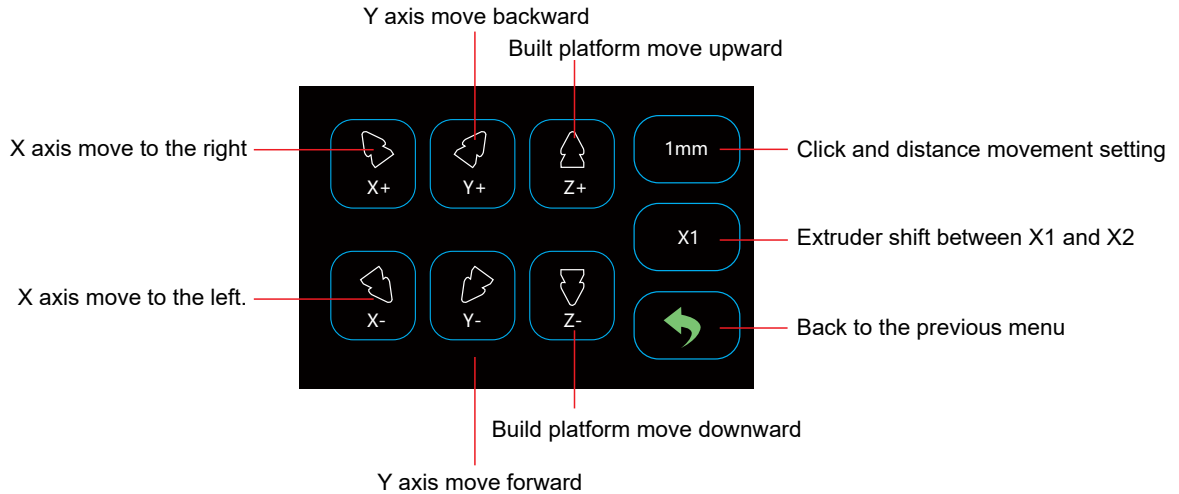 Y axis move backward
Built platform move upward
X axis move to the right
X+
Y+
Z+
1mm
Click and distance movement setting
X1
Extruder shift between X1 and X2
X axis move to the left.
X-
Y-
Z-
Back to the previous menu
Build platform move downward
Y axis move forward